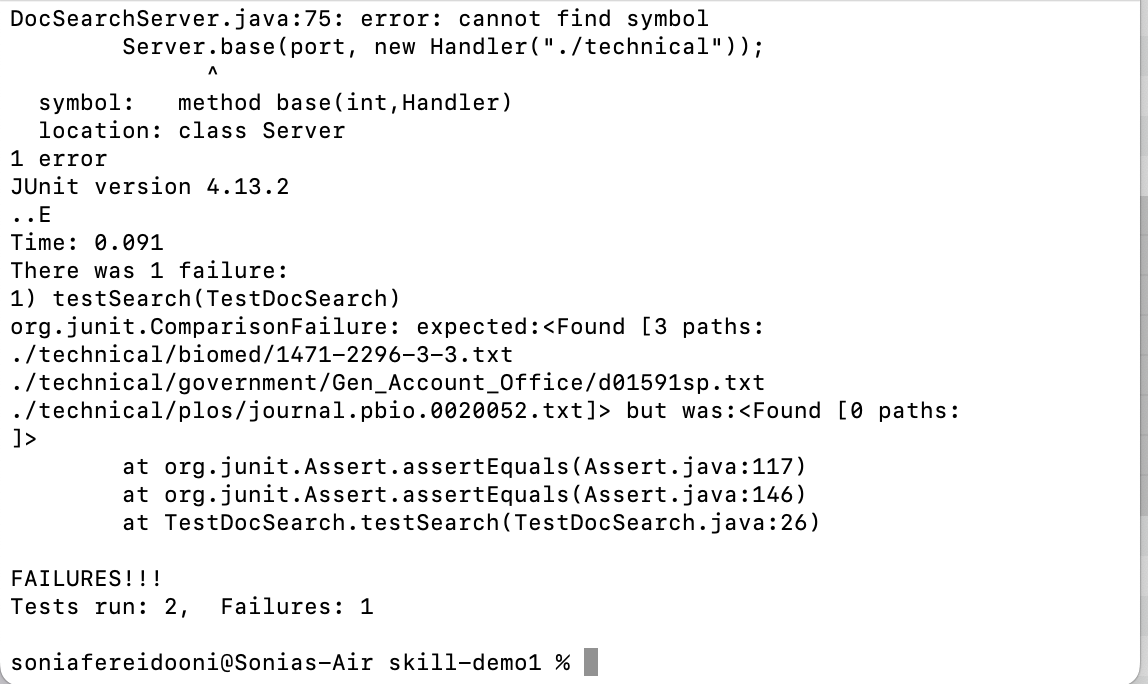 DocSearchServer.java:75: error: cannot find symbol
        Server.base(port, new Handler("./technical"));
              ^
  symbol:   method base(int,Handler)
  location: class Server
1 error
JUnit version 4.13.2
..E
Time: 0.091
There was 1 failure:
1) testSearch(TestDocSearch)
org.junit.ComparisonFailure: expected:<Found [3 paths:
./technical/biomed/1471-2296-3-3.txt
./technical/government/Gen_Account_Office/d01591sp.txt
./technical/plos/journal.pbio.0020052.txt]> but was:<Found [0 paths:
]>
        at org.junit.Assert.assertEquals(Assert.java:117)
        at org.junit.Assert.assertEquals(Assert.java:146)
        at TestDocSearch.testSearch(TestDocSearch.java:26)

FAILURES!!!
Tests run: 2,  Failures: 1

soniafereidooni@Sonias-Air skill-demo1 %